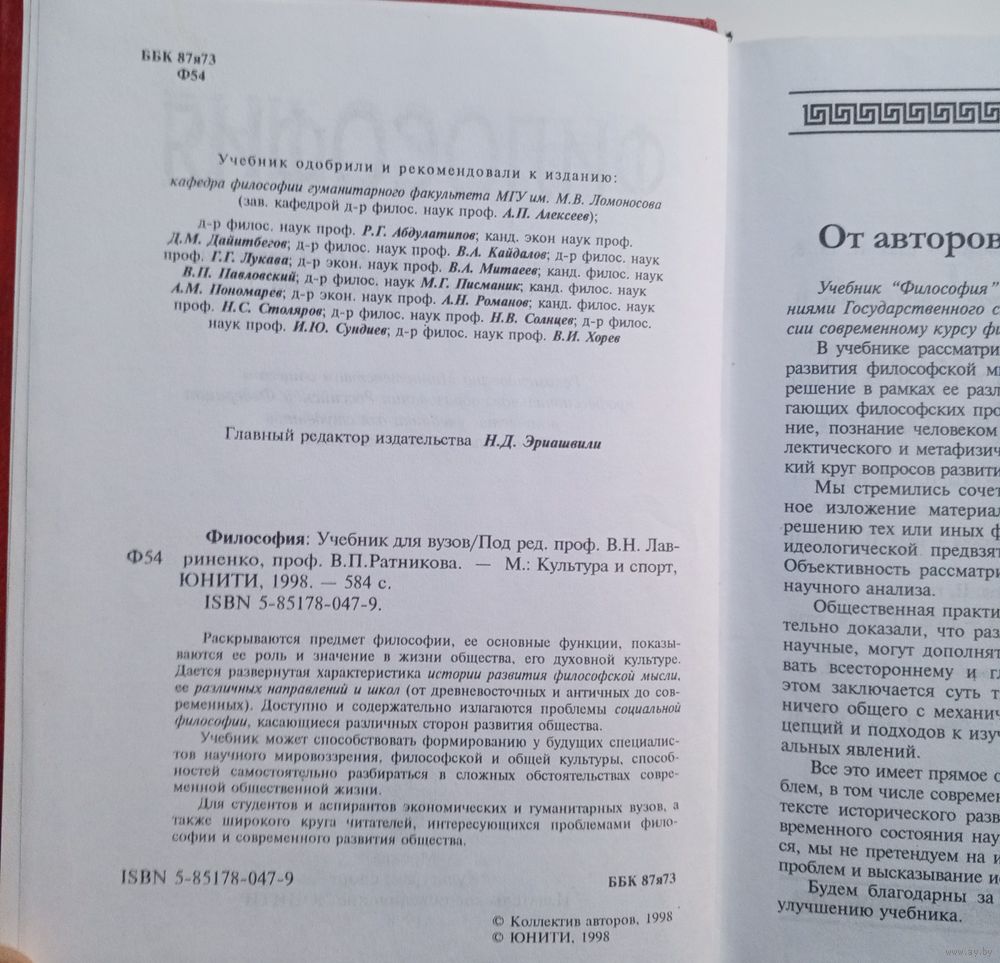 ББК 87я73
Ф54
Учебник одобрили и рекомендовали к изданию:
кафедра философии гуманитарного факультета МГУ им. М.В. Ломоносова
(зав. кафедрой д-р филос. наук проф. А.П. Алексеев);
д-р филос. наук проф. Р.Г. Абдулатипов; канд. экон наук проф.
Д.М. Дайитбегов; д-р филос. наук проф. В.А. Кайдалов; д-р филос. наук
проф. Г.Г. Лукава; д-р экон. наук проф. В.А. Митаеев; канд. филос. наук
В.П. Павловский; д-р филос. наук М.Г. Писманик; канд. филос. наук
А.М. Пономарев; д-р экон. наук проф. А.Н. Романов; канд. филос. наук
проф. Н.С. Столяров; д-р филос. наук проф. Н.В. Солнцев; д-р филос.
наук проф. И.Ю. Сундиев; д-р филос. наук проф. В.И. Хорев
Главный редактор издательства Н.Д. Эриашвили
Философия: Учебник для вузов/Под ред. проф. В.Н. Лав-
Ф54 риненко, проф. В.П.Ратникова. — М.: Культура и спорт,
ЮНИТИ, 1998. — 584 с.
ISBN 5-85178-047-9.
Раскрываются предмет философии, ее основные функции, показы-
ваются ее роль и значение в жизни общества, его духовной культуре.
Дается развернутая характеристика истории развития философской мысли,
ее различных направлений и школ (от древневосточных и античных до сов-
ременных). Доступно и содержательно излагаются проблемы социальной
философии, касающиеся различных сторон развития общества.
Учебник может способствовать формированию у будущих специалис-
тов научного мировоззрения, философской и общей культуры, способ-
ностей самостоятельно разбираться в сложных обстоятельствах совре-
менной общественной жизни.
Для студентов и аспирантов экономических и гуманитарных вузов, а
также широкого круга читателей, интересующихся проблемами фило-
софии и современного развития общества.
ISBN 5-85178-047-9
ББК 87я73
© Коллектив авторов, 1998
© ЮНИТИ, 1998
От авторов
Учебник “Философия”
ниями Государственного с
сии современному курсу фи
В учебнике рассматри
развития философской м
решение в рамках ее разл
гающих философских про
ние, познание человеком
лектического и метафизич
кий круг вопросов развити
Мы стремились сочет
ное изложение материал
решению тех или иных ф
идеологической предвзят
Объективность рассматри
научного анализа.
Общественная практи
тельно доказали, что раз
научные, могут дополнят
вать всестороннему и гл
этом заключается суть т
ничего общего с механич
цепций и подходов к изу
альных явлений.
Все это имеет прямое о
блем, в том числе современ
тексте исторического разв
временного состояния нау
ся, мы не претендуем на и
проблем и высказывание ис
Будем благодарны за
улучшению учебника.
www.ay.by